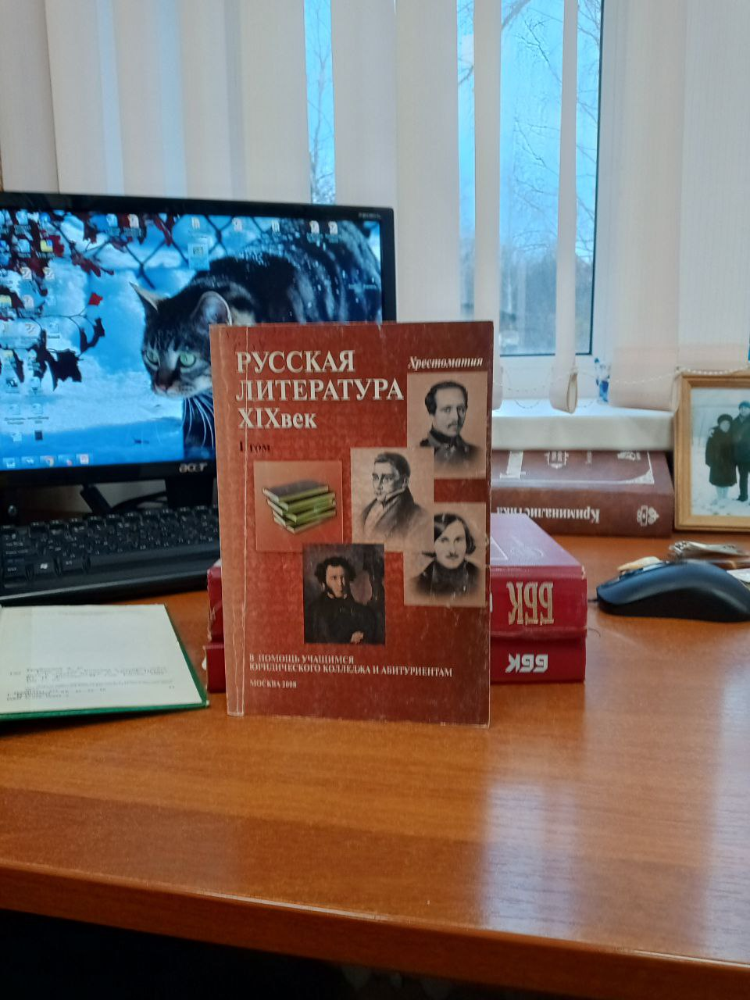 РУССКАЯ
ЛИТЕРАТУРА
XIXвек
I том
Хрестоматия
В ПОМОЩЬ УЧАЩИМСЯ
ЮРИДИЧЕСКОГО КОЛЛЕДЖА И АБИТУРИЕНТАМ
МОСКВА 2008
acer
Криминалистика
ББК
ББК